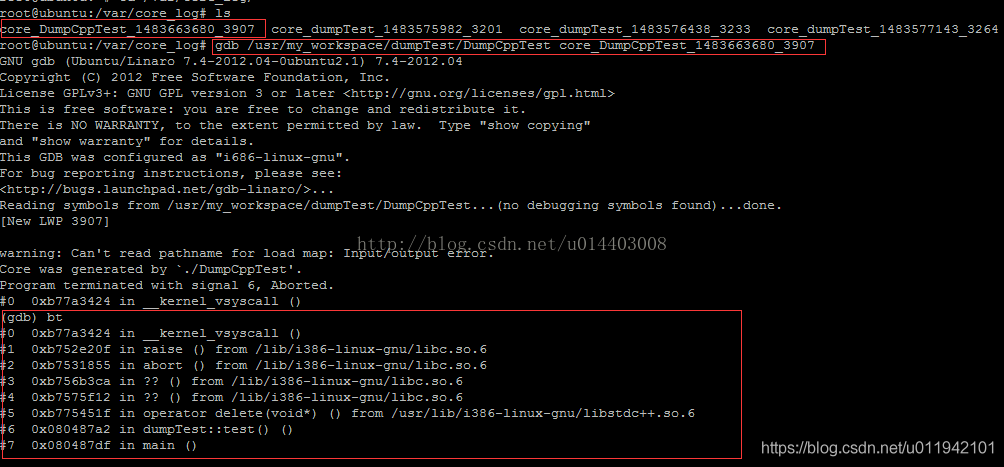 root@ubuntu:/var/core_log# ls
core_DumpCppTest_1483663680_3907 core_dumpTest_1483575982_3201 core_dumpTest_1483576438_3233 core_dumpTest_1483577143_3264
root@ubuntu:/var/core_log# gdb /usr/my_workspace/dumpTest/DumpCppTest core_DumpCppTest_1483663680_3907
GNU gdb (Ubuntu/Linaro 7.4-2012.04-0ubuntu2.1) 7.4-2012.04
Copyright (C) 2012 Free Software Foundation, Inc.
License GPLv3+: GNU GPL version 3 or later <http://gnu.org/licenses/gpl.html>
This is free software: you are free to change and redistribute it.
There is NO WARRANTY, to the extent permitted by law.  Type "show copying"
and "show warranty" for details.
This GDB was configured as "i686-linux-gnu".
For bug reporting instructions, please see:
<http://bugs.launchpad.net/gdb-linaro/>...
Reading symbols from /usr/my_workspace/dumpTest/DumpCppTest...(no debugging symbols found)...done.
[New LWP 3907]
http://blog.csdn.net/u014403008
warning: Can't read pathname for load map: Input/output error.
Core was generated by `./DumpCppTest'.
Program terminated with signal 6, Aborted.
#0  0xb77a3424 in __kernel_vsyscall ()
(gdb) bt
#0  0xb77a3424 in __kernel_vsyscall ()
#1  0xb752e20f in raise () from /lib/i386-linux-gnu/libc.so.6
#2  0xb7531855 in abort () from /lib/i386-linux-gnu/libc.so.6
#3  0xb756b3ca in ?? () from /lib/i386-linux-gnu/libc.so.6
#4  0xb7575f12 in ?? () from /lib/i386-linux-gnu/libc.so.6
#5  0xb775451f in operator delete(void*) () from /usr/lib/i386-linux-gnu/libstdc++.so.6
#6  0x080487a2 in dumpTest::test() ()
#7  0x080487df in main ()
https://blog.csdn.net/u011942101